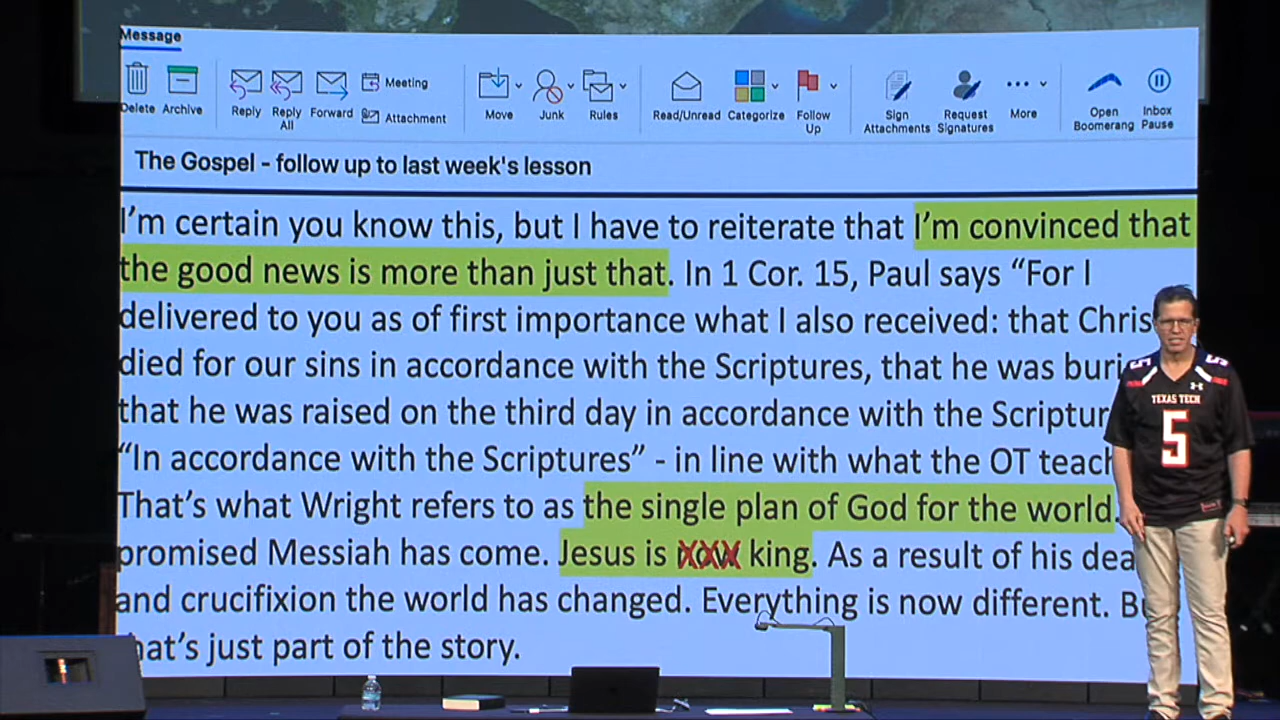 Message
Delete
Archive
Reply
Reply All
Forward
Meeting
Attachment
Move
Junk
Rules
Read/Unread
Categorize
Follow Up
Sign Attachments
Request Signatures
More
Open Boomerang
Inbox Pause
The Gospel - follow up to last week's lesson
I'm certain you know this, but I have to reiterate that I'm convinced that
the good news is more than just that. In 1 Cor. 15, Paul says “For I
delivered to you as of first importance what I also received: that Chris
died for our sins in accordance with the Scriptures, that he was buri
that he was raised on the third day in accordance with the Scriptur
“In accordance with the Scriptures” - in line with what the OT teach
That's what Wright refers to as the single plan of God for the world.
promised Messiah has come. Jesus is now king. As a result of his dea
and crucifixion the world has changed. Everything is now different. B
hat's just part of the story.
TEXAS TECH
5
5
5